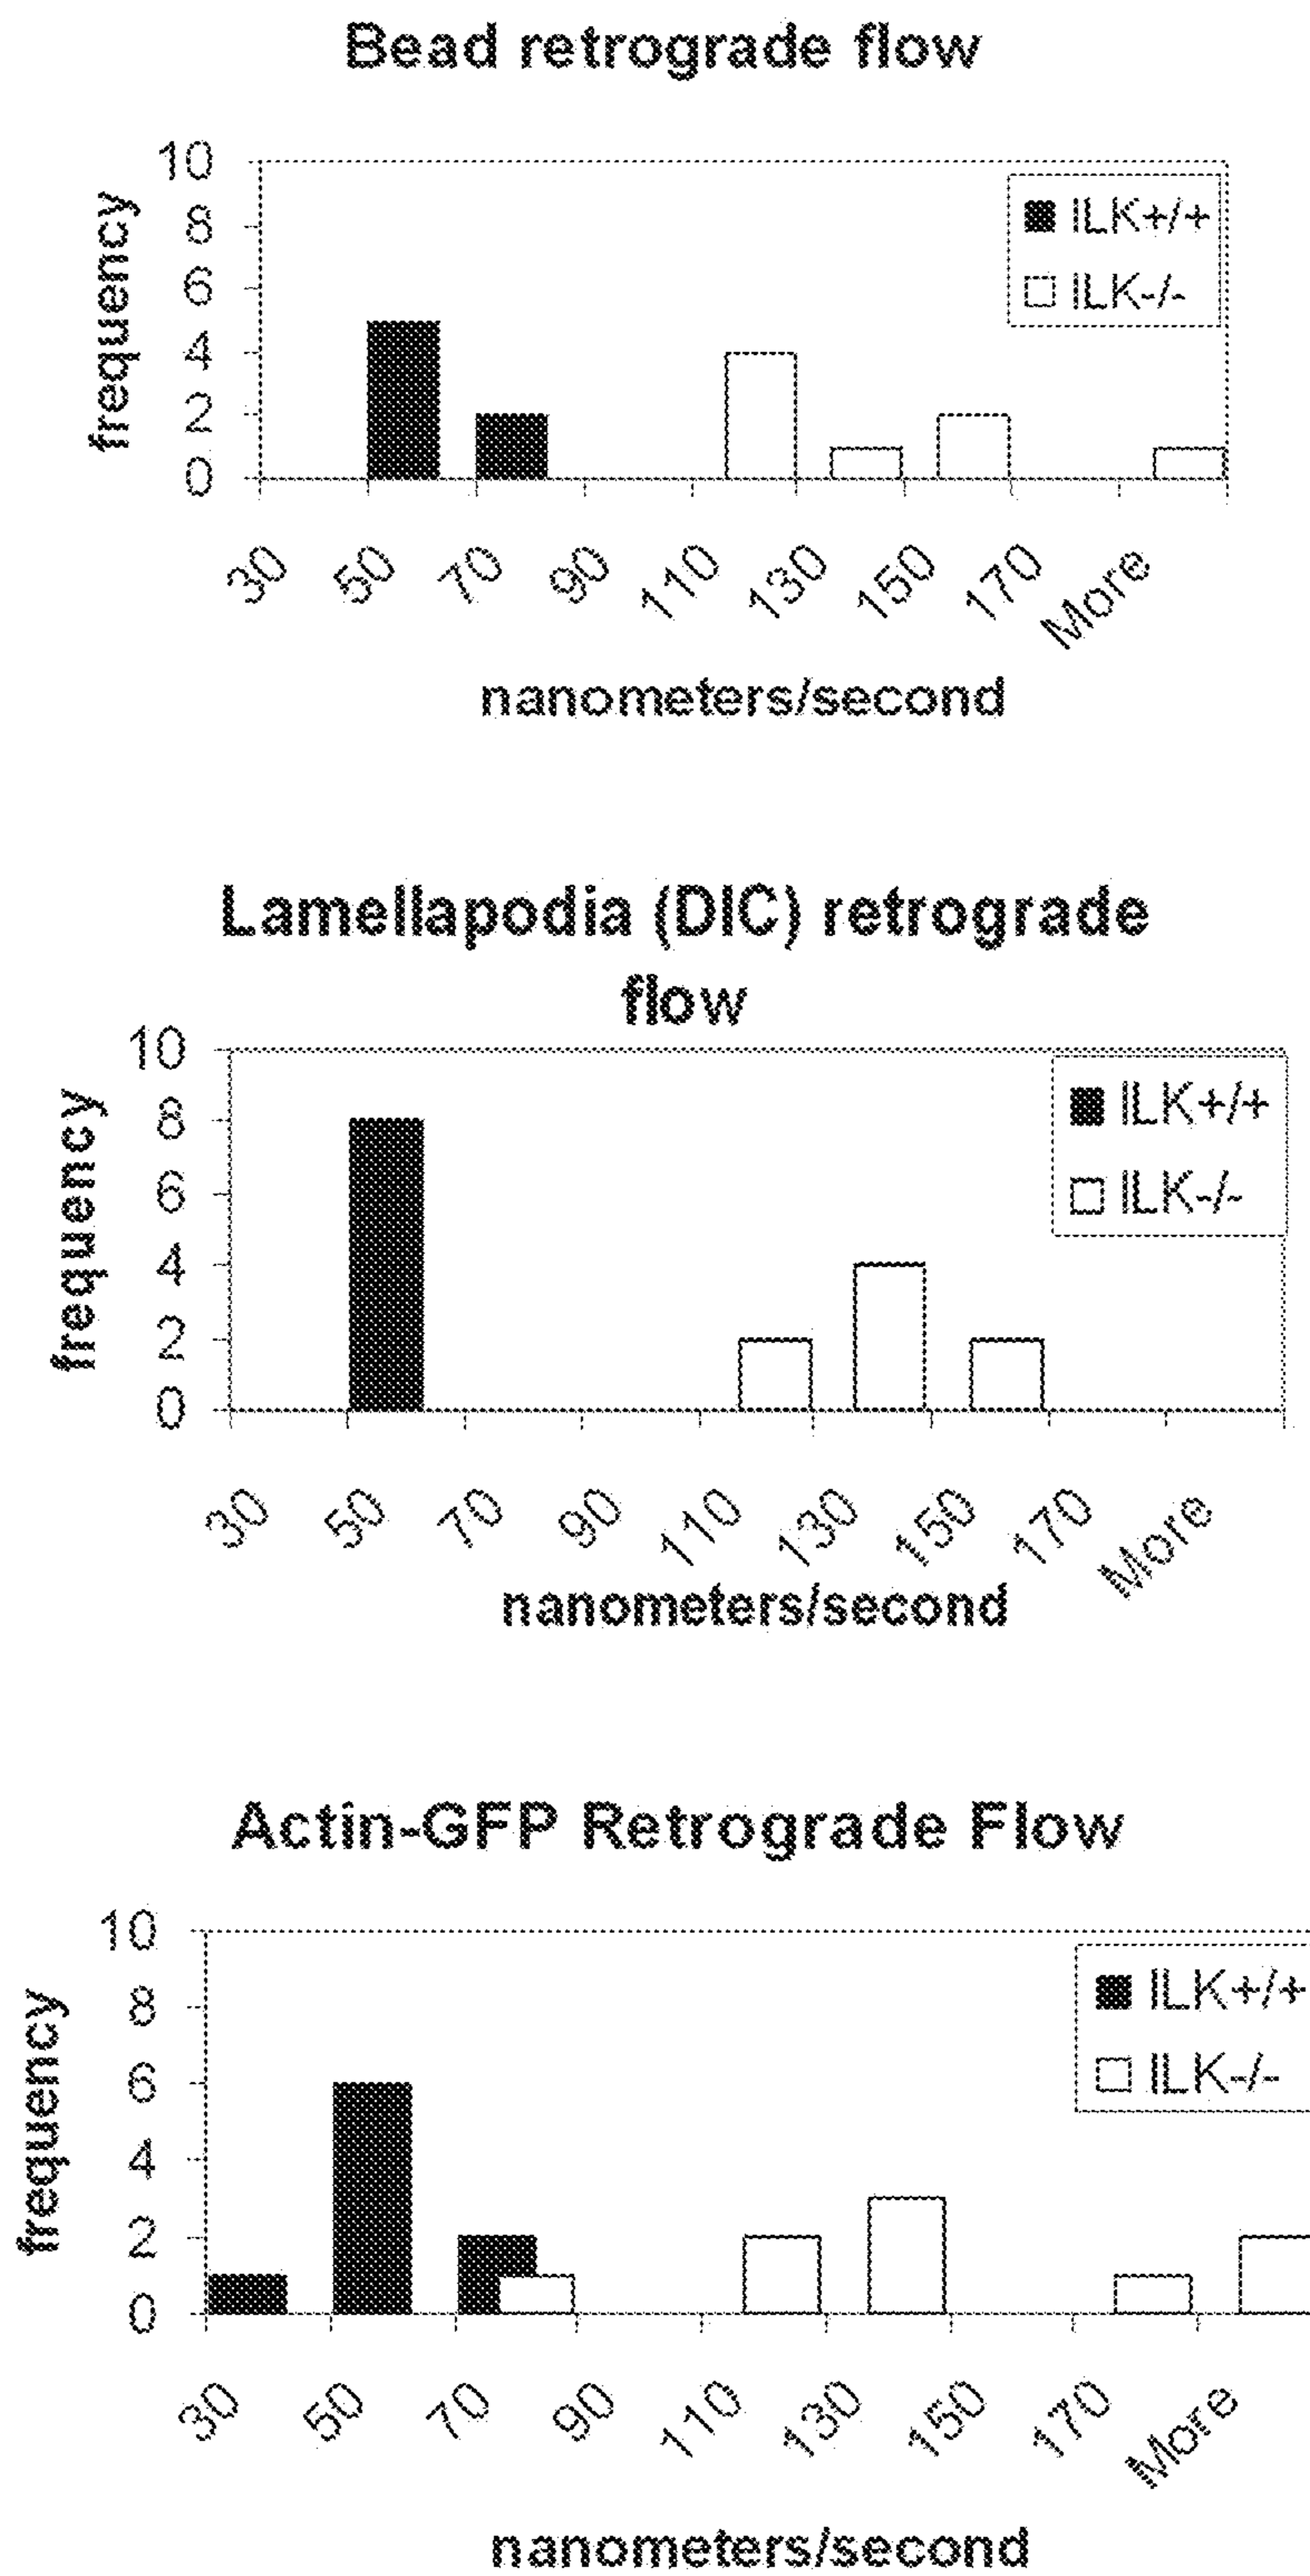 Bead retrograde flow
10
8
6
4
2
0
frequency
ILK+/+
ILK-/-
30 50 70 90 110 130 150 170 More
nanometers/second
Lamellapodia (DIC) retrograde
flow
10
8
6
4
2
0
frequency
ILK+/+
ILK-/-
30 50 70 90 110 130 150 170 More
nanometers/second
Actin-GFP Retrograde Flow
10
8
6
4
2
0
frequency
ILK+/+
ILK-/-
30 50 70 90 110 130 150 170 More
nanometers/second